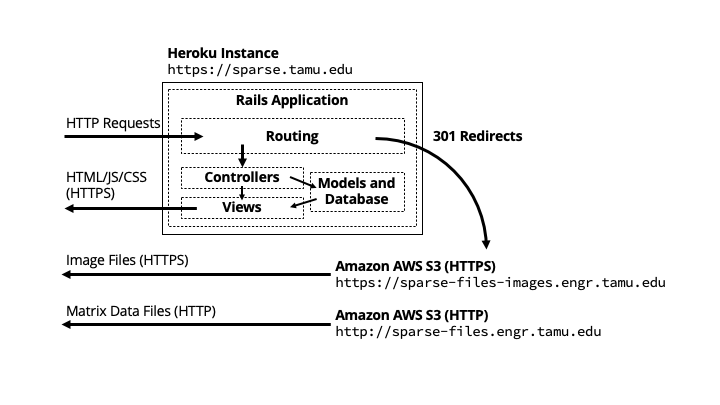 Heroku Instance
https://sparse.tamu.edu
Rails Application
HTTP Requests
Routing
301 Redirects
HTML/JS/CSS
(HTTPS)
Controllers
Models and
Database
Views
Image Files (HTTPS)
Amazon AWS S3 (HTTPS)
https://sparse-files-images.engr.tamu.edu
Matrix Data Files (HTTP)
Amazon AWS S3 (HTTP)
http://sparse-files.engr.tamu.edu